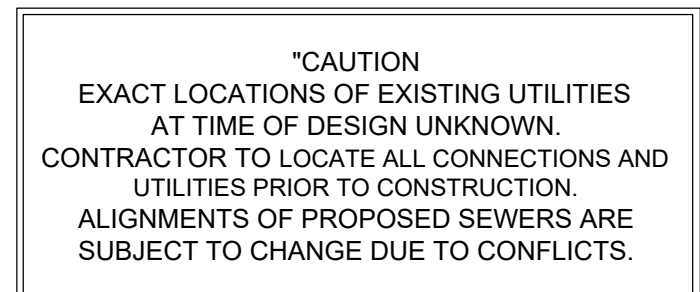 "CAUTION
EXACT LOCATIONS OF EXISTING UTILITIES
AT TIME OF DESIGN UNKNOWN.
CONTRACTOR TO LOCATE ALL CONNECTIONS AND
UTILITIES PRIOR TO CONSTRUCTION.
ALIGNMENTS OF PROPOSED SEWERS ARE
SUBJECT TO CHANGE DUE TO CONFLICTS.